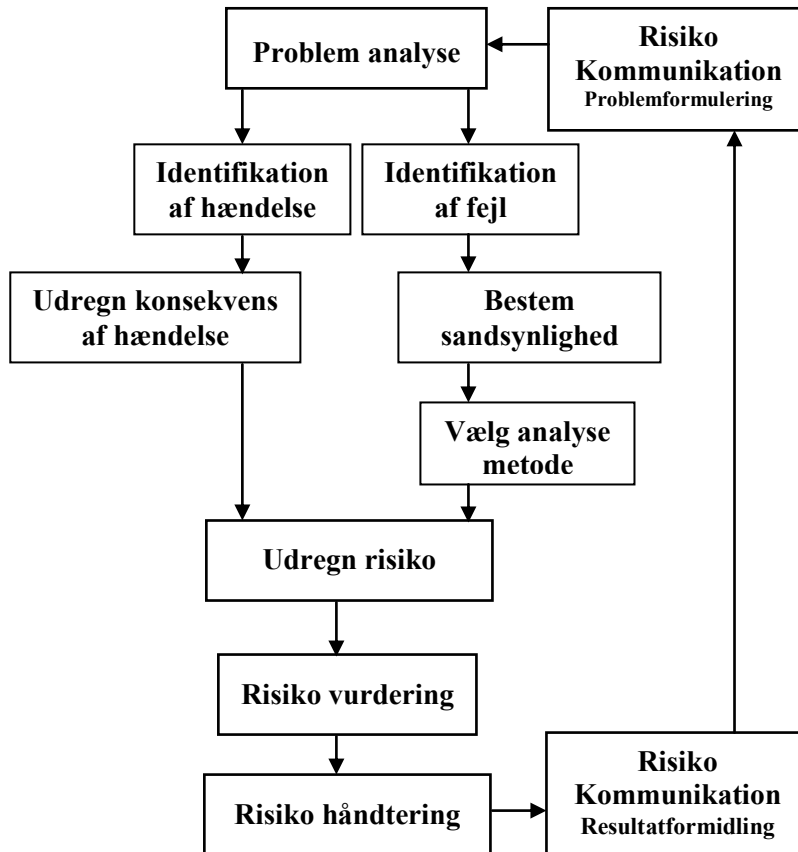 Problem analyse
Risiko
Kommunikation
Problemformulering
Identifikation
af hændelse
Identifikation
af fejl
Udregn konsekvens
af hændelse
Bestem
sandsynlighed
Vælg analyse
metode
Udregn risiko
Risiko vurdering
Risiko håndtering
Risiko
Kommunikation
Resultatformidling